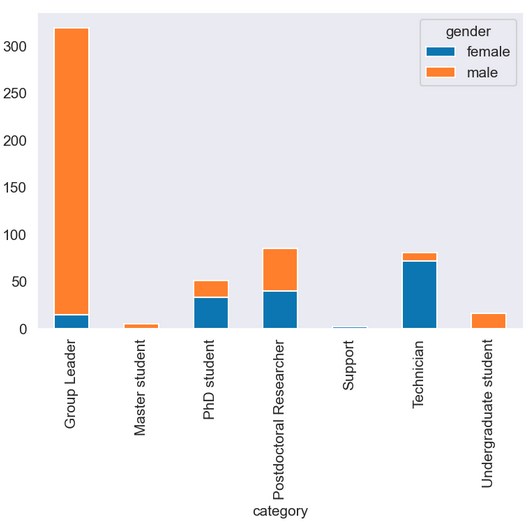 gender
female
male
300
250
200
150
100
50
0
Group Leader
Master student
PhD student
Postdoctoral Researcher
Support
Technician
Undergraduate student
category